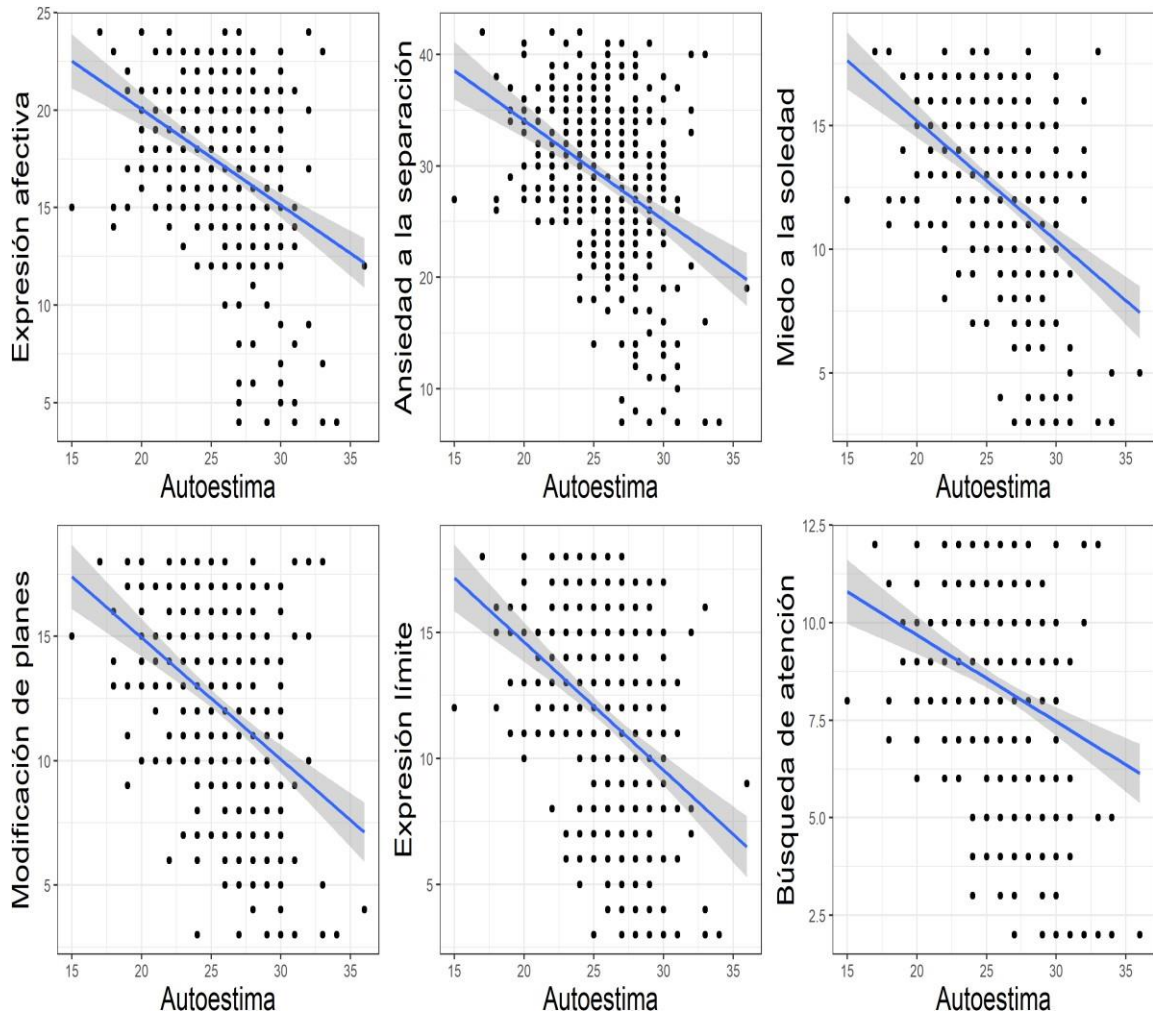 Expresión afectiva
25
20
15
10
5
15 20 25 30 35
Autoestima
Ansiedad a la separación
40
30
20
10
15 20 25 30 35
Autoestima
Miedo a la soledad
15
10
5
15 20 25 30 35
Autoestima
Modificación de planes
15
10
5
15 20 25 30 35
Autoestima
Expresión límite
15
10
5
15 20 25 30 35
Autoestima
Búsqueda de atención
12.5
10.0
7.5
5.0
2.5
15 20 25 30 35
Autoestima